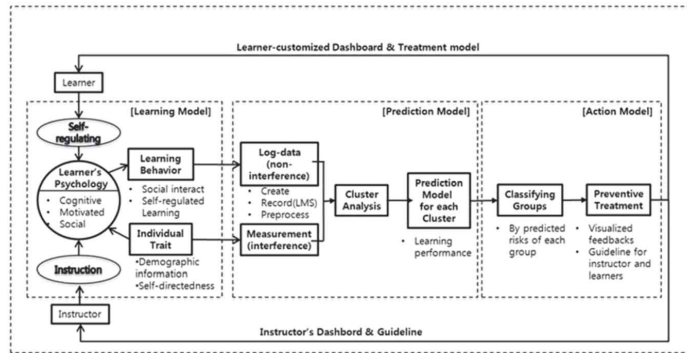 Learner-customized Dashboard & Treatment model
Learner
[Learning Model]
[Prediction Model]
[Action Model]
Self-
regulating
Learner's
Psychology
• Cognitive
• Motivated
Social
Learning
Behavior
• Social interact
• Self-regulated
Learning
Individual
Trait
•Demographic
information
•Self-directedness
Instruction
Instructor
Log-data
(non-
interference)
• Create
• Record(LMS)
• Preprocess
Measurement
(interference)
Cluster
Analysis
Prediction
Model
for each
Cluster
• Learning
performance
Classifying
Groups
• By predicted
risks of each
group
Preventive
Treatment
• Visualized
feedbacks
• Guideline for
instructor and
learners
Instructor's Dashbord & Guideline